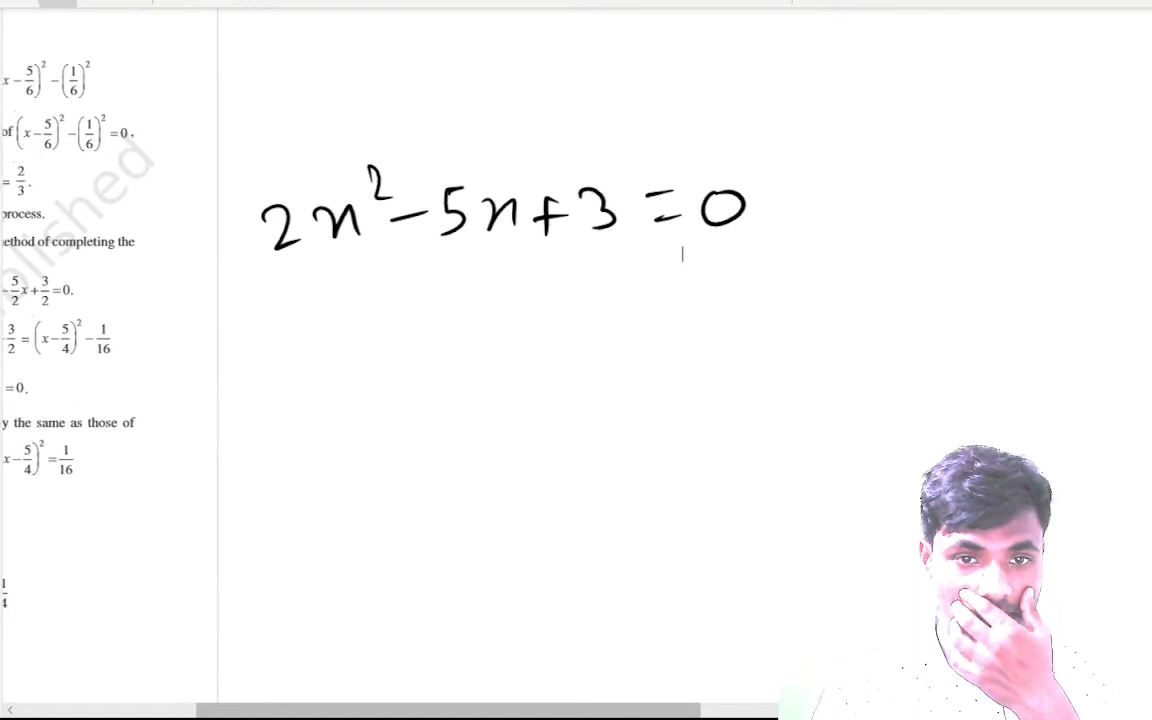 x − 5/6)² − (1/6)²
of (x − 5/6)² − (1/6)² = 0,
= 2/3.
process.
ethod of completing the
5/2 x + 3/2 = 0.
3/2 = (x − 5/4)² − 1/16
= 0.
y the same as those of
x − 5/4)² = 1/16
1/4
2x² − 5x + 3 = 0